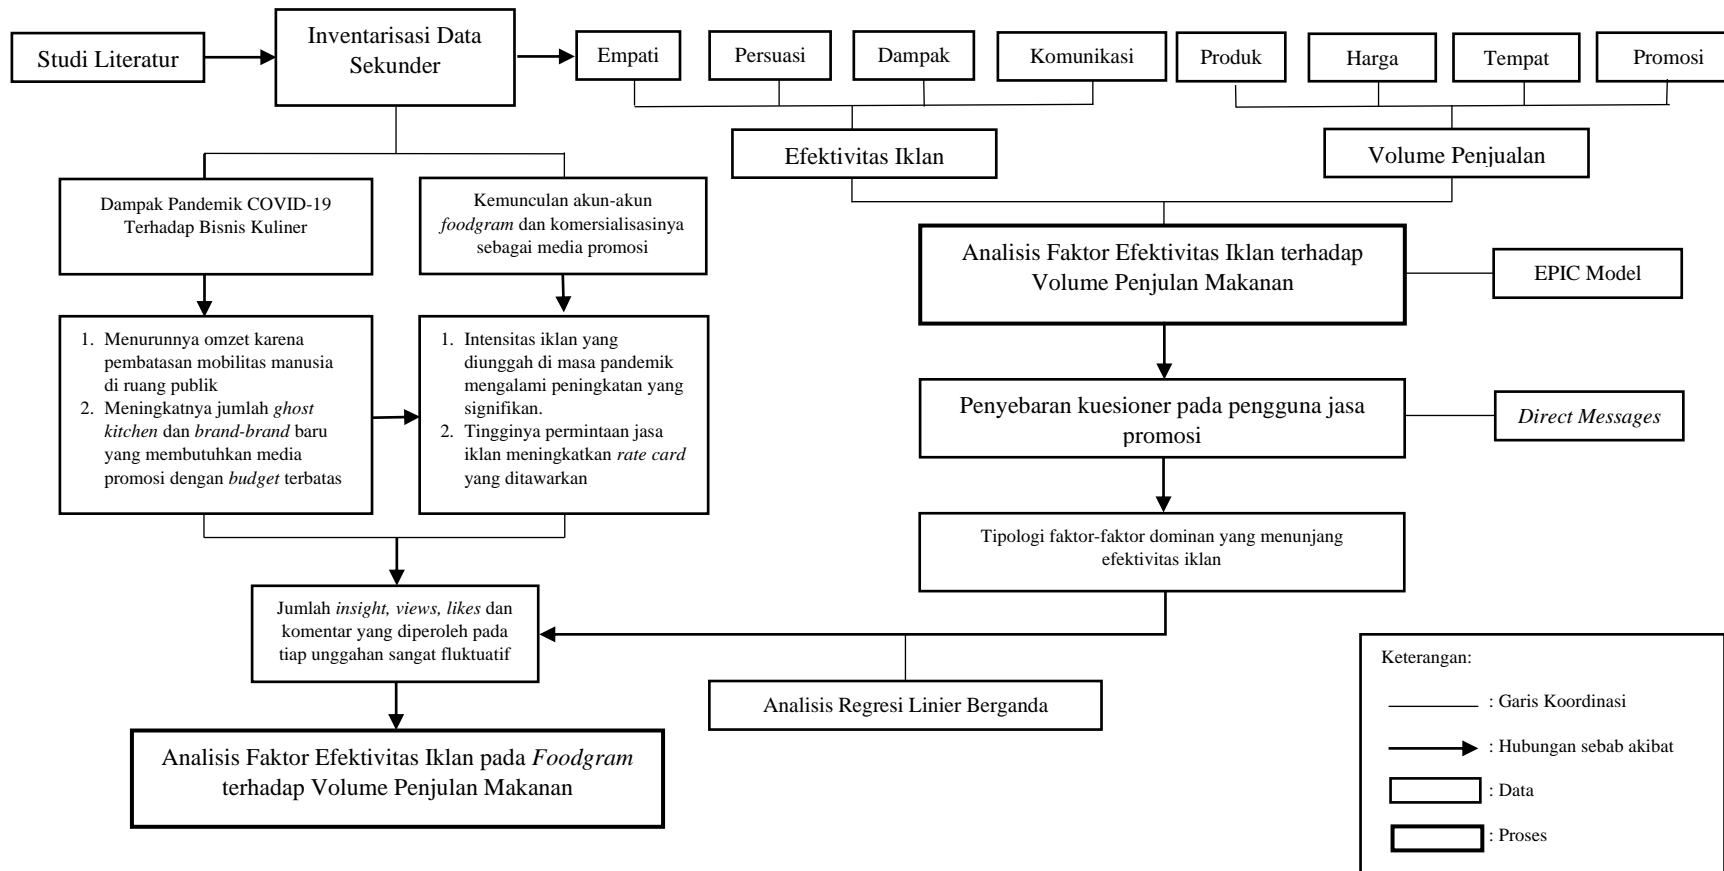 Studi Literatur
Inventarisasi Data
Sekunder
Empati
Persuasi
Dampak
Komunikasi
Produk
Harga
Tempat
Promosi
Efektivitas Iklan
Volume Penjualan
Dampak Pandemik COVID-19
Terhadap Bisnis Kuliner
Kemunculan akun-akun
foodgram dan komersialisasinya
sebagai media promosi
Analisis Faktor Efektivitas Iklan terhadap
Volume Penjulan Makanan
EPIC Model
1. Menurunnya omzet karena
pembatasan mobilitas manusia
di ruang publik
2. Meningkatnya jumlah ghost
kitchen dan brand-brand baru
yang membutuhkan media
promosi dengan budget terbatas
1. Intensitas iklan yang
diunggah di masa pandemik
mengalami peningkatan yang
signifikan.
2. Tingginya permintaan jasa
iklan meningkatkan rate card
yang ditawarkan
Penyebaran kuesioner pada pengguna jasa
promosi
Direct Messages
Tipologi faktor-faktor dominan yang menunjang
efektivitas iklan
Jumlah insight, views, likes dan
komentar yang diperoleh pada
tiap unggahan sangat fluktuatif
Analisis Regresi Linier Berganda
Analisis Faktor Efektivitas Iklan pada Foodgram
terhadap Volume Penjulan Makanan
Keterangan:
: Garis Koordinasi
: Hubungan sebab akibat
: Data
: Proses